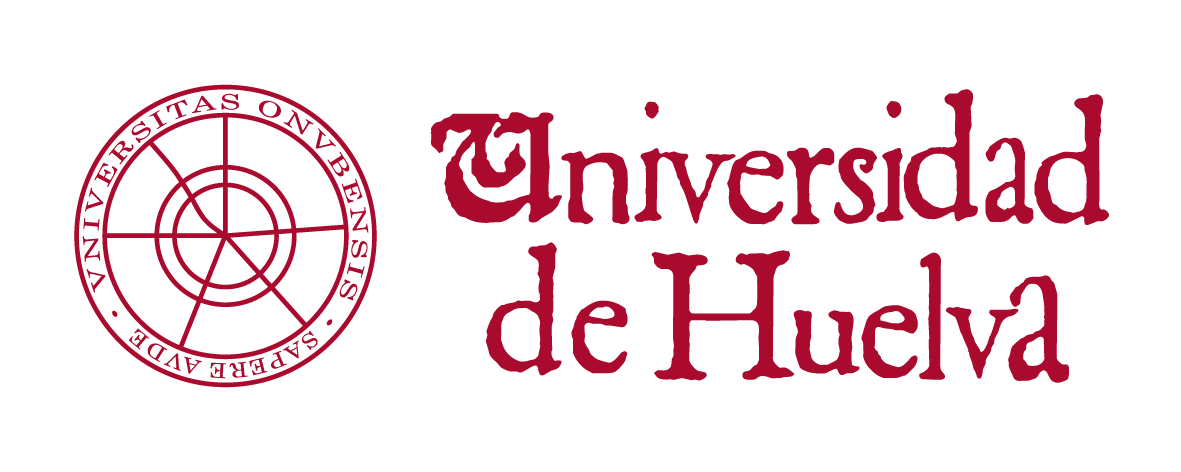 VNIVERSITAS ONVBENSIS
SAPERE AVDE
Universidad
de Huelva